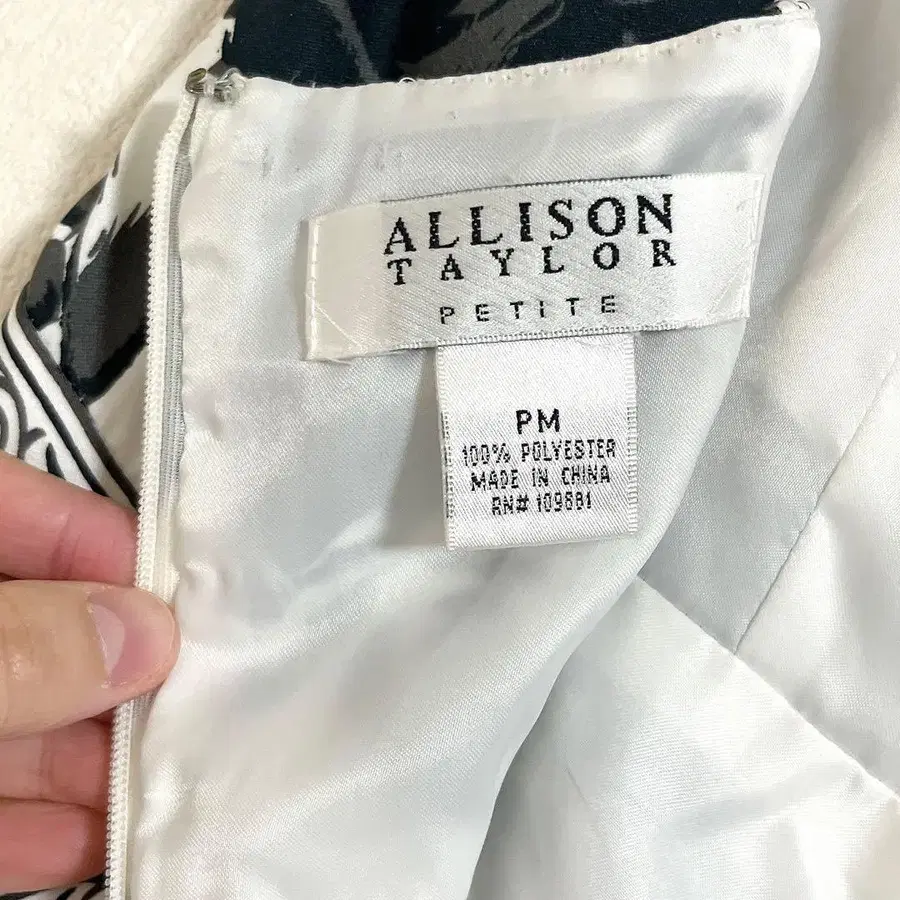 ALLISON
TAYLOR
PETITE
PM
100% POLYESTER
MADE IN CHINA
RN# 109881